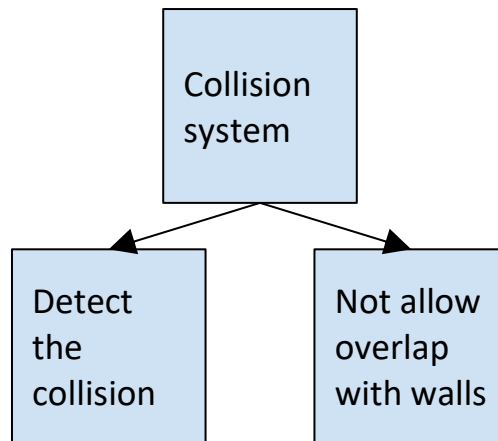 Collision
system
Detect
the
collision
Not allow
overlap
with walls